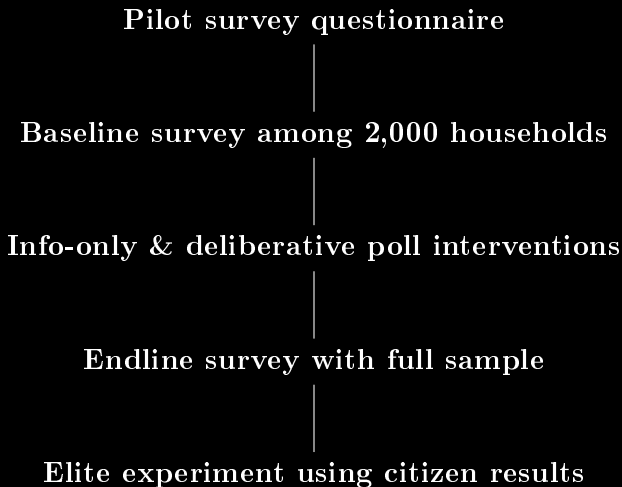 Pilot survey questionnaire
Baseline survey among 2,000 households
Info-only & deliberative poll interventions
Endline survey with full sample
Elite experiment using citizen results